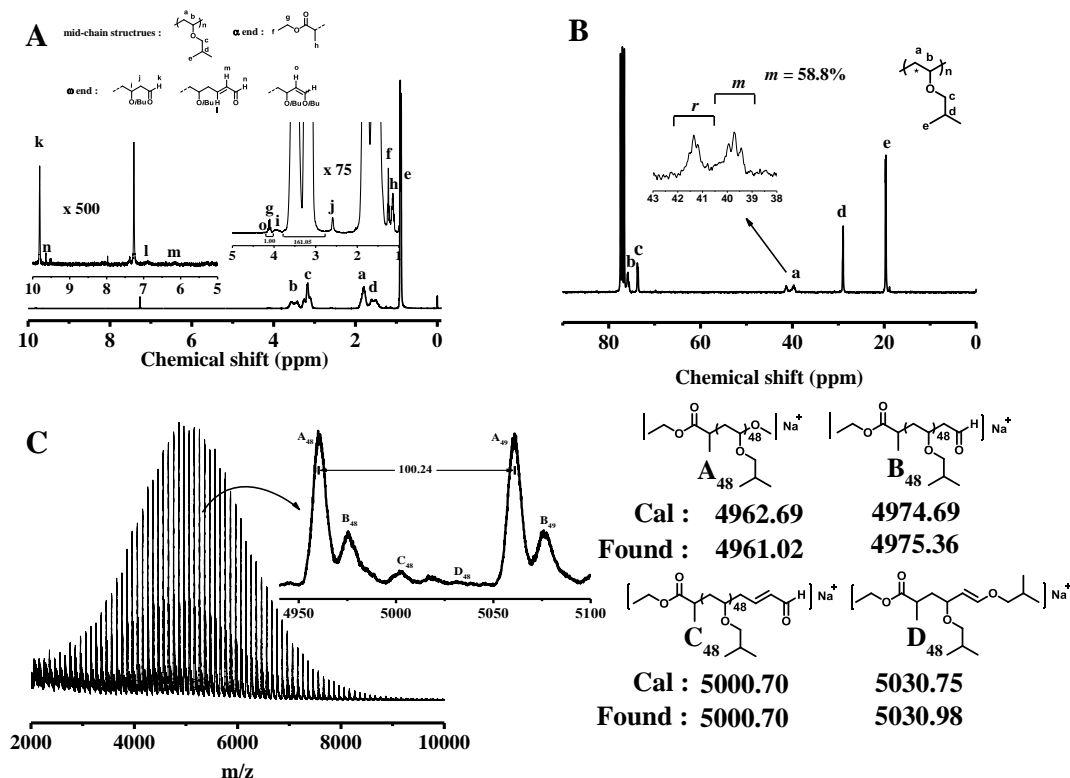 A
mid-chain structrues :
a
b
n
O
c
d
e
α end :
g
O
f
O
h
ω end :
i
j
k
H
OiBu
O
m
H
n
H
OiBu
H
O
l
o
H
H
OiBu
OiBu
k
x 500
n
l
m
10 9 8 7 6 5
x 75
f
h
e
g
o
i
j
1.00
161.05
5 4 3 2 1
b
c
a
d
10 8 6 4 2 0
Chemical shift (ppm)
B
m = 58.8%
r
m
a
b
*
n
O
c
d
e
43 42 41 40 39 38
b
c
a
d
e
80 60 40 20 0
Chemical shift (ppm)
C
A48
100.24
A49
B48
C48
D48
B49
4950 5000 5050 5100
2000 4000 6000 8000 10000
m/z
O
O
O
48
O
Na+
A48
Cal : 4962.69
Found : 4961.02
O
O
48
H
O
O
Na+
B48
4974.69
4975.36
O
O
48
H
O
O
Na+
C48
Cal : 5000.70
Found : 5000.70
O
O
O
O
Na+
D48
5030.75
5030.98